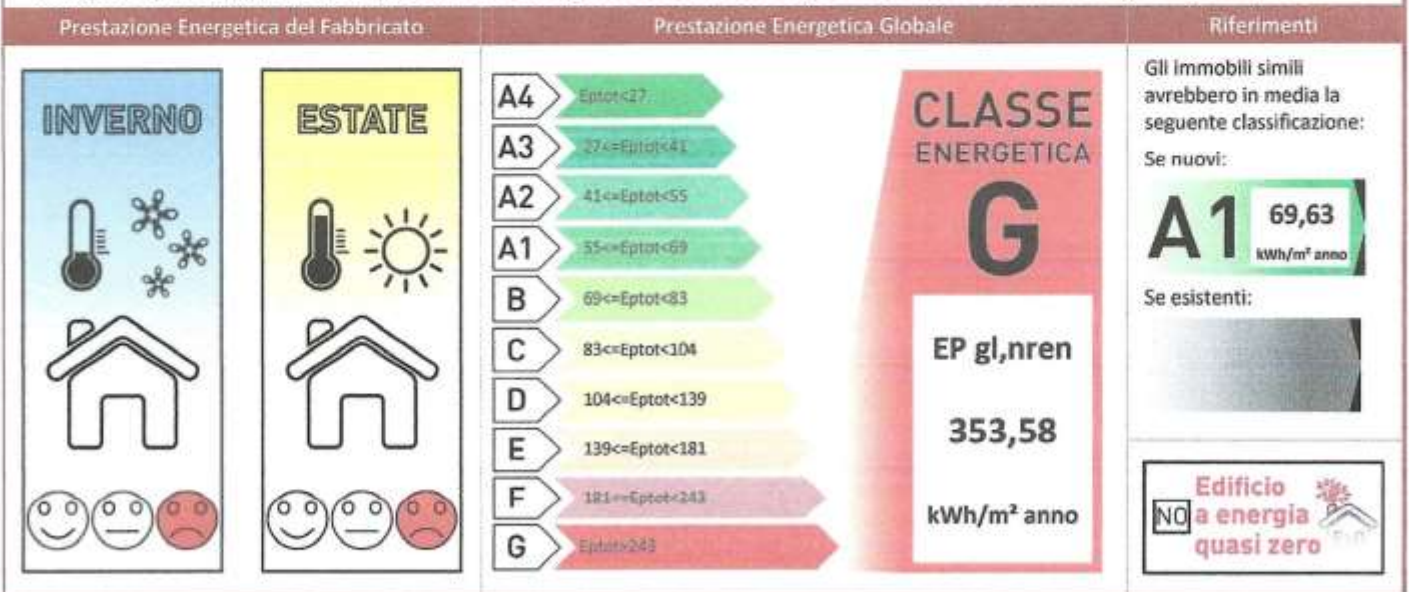 Prestazione Energetica del Fabbricato
Prestazione Energetica Globale
Riferimenti
INVERNO
ESTATE
A4 Eptot<27
A3 27<=Eptot<41
A2 41<=Eptot<55
A1 55<=Eptot<69
B 69<=Eptot<83
C 83<=Eptot<104
D 104<=Eptot<139
E 139<=Eptot<181
F 181<=Eptot<243
G Eptot>243
CLASSE
ENERGETICA
G
EP gl,nren
353,58
kWh/m² anno
Gli immobili simili
avrebbero in media la
seguente classificazione:
Se nuovi:
A1
69,63
kWh/m² anno
Se esistenti:
NO
Edificio
a energia
quasi zero